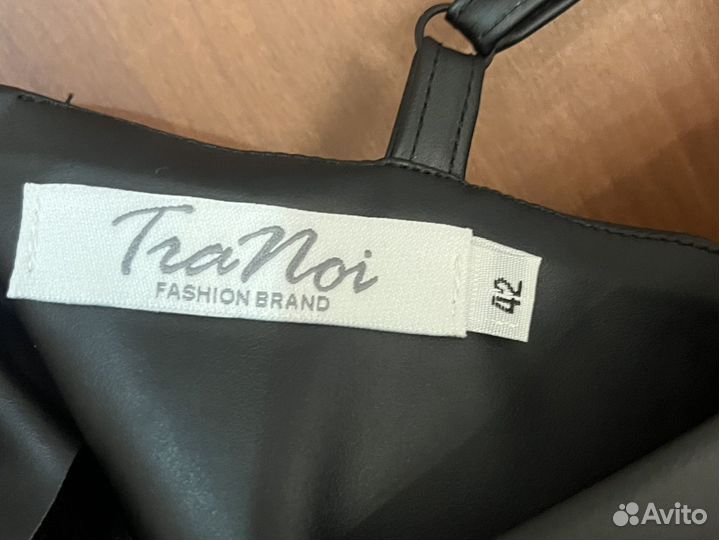 TraNoi
FASHION BRAND
42
Avito